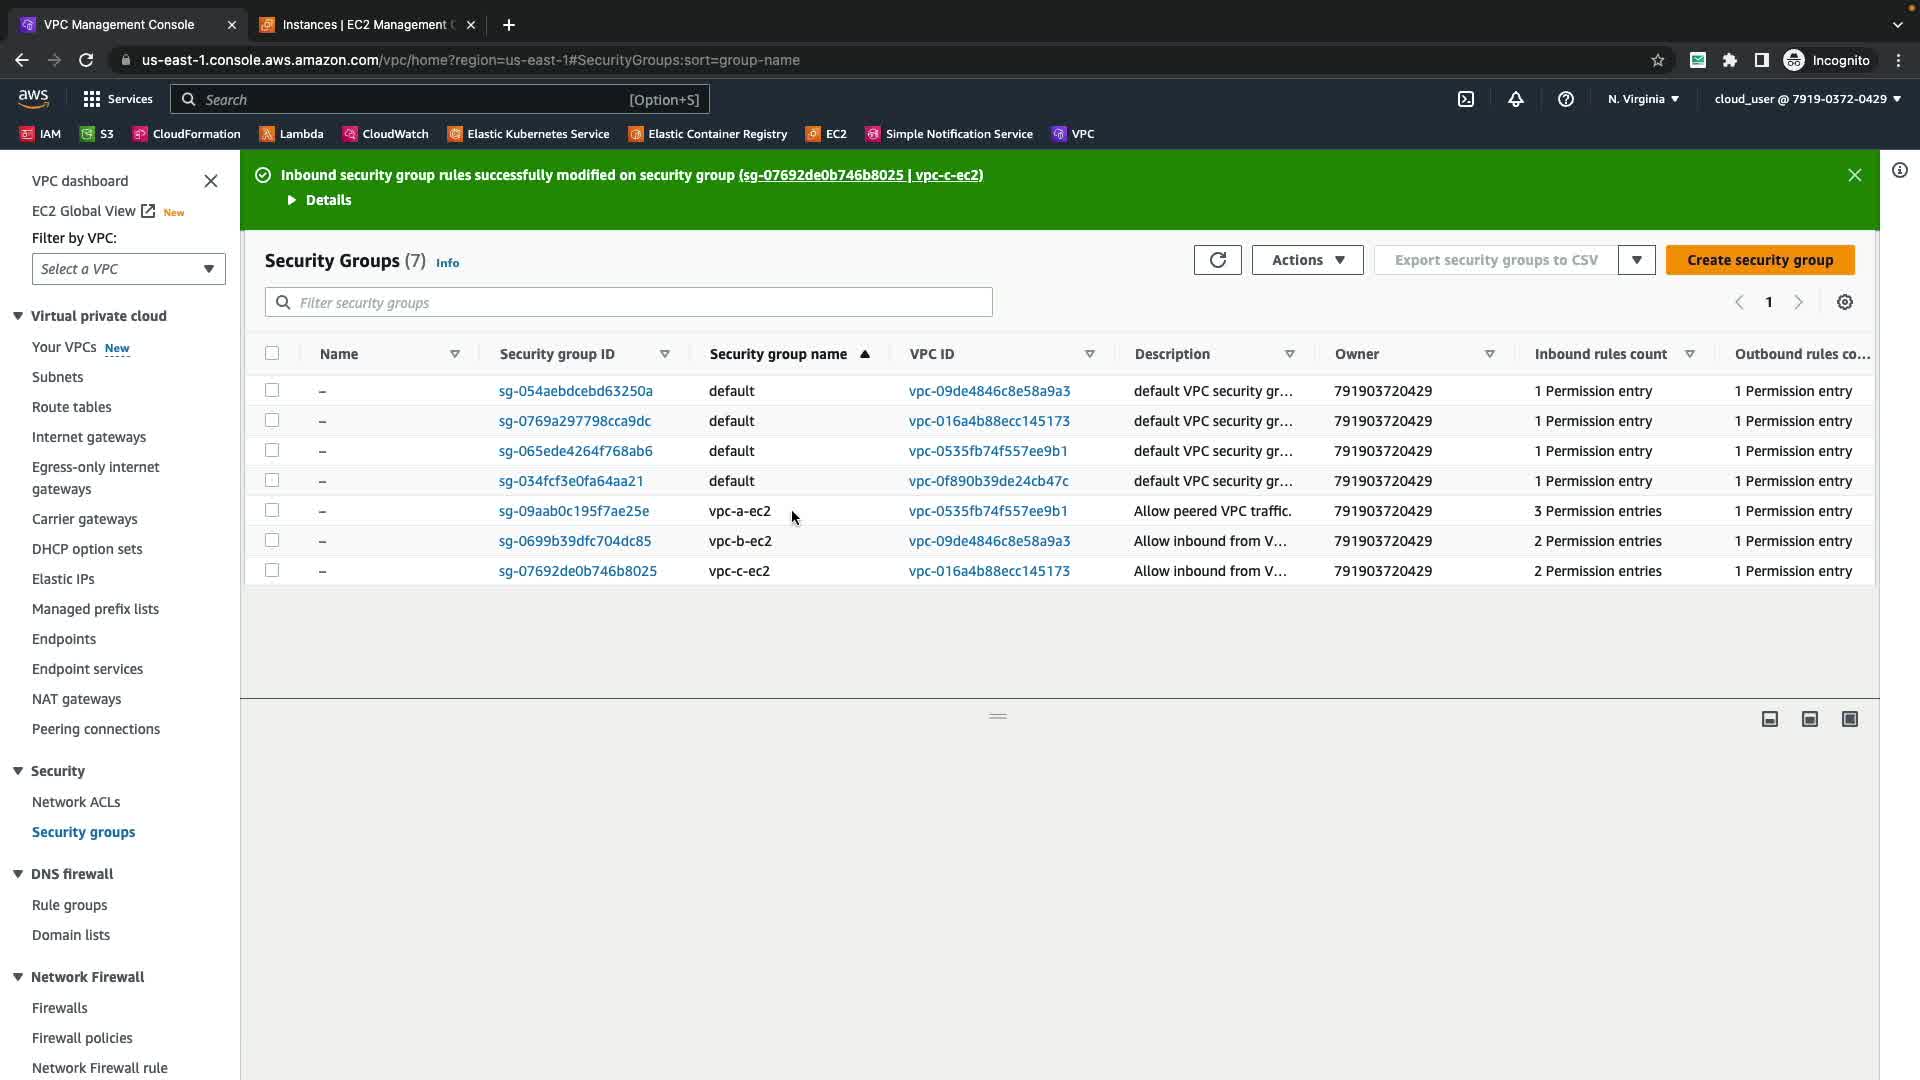 VPC Management Console
Instances | EC2 Management C
us-east-1.console.aws.amazon.com/vpc/home?region=us-east-1#SecurityGroups:sort=group-name
Incognito
aws
Services
Search
[Option+S]
N. Virginia
cloud_user @ 7919-0372-0429
IAM
S3
CloudFormation
Lambda
CloudWatch
Elastic Kubernetes Service
Elastic Container Registry
EC2
Simple Notification Service
VPC
VPC dashboard
EC2 Global View New
Filter by VPC:
Select a VPC
Virtual private cloud
Your VPCs New
Subnets
Route tables
Internet gateways
Egress-only internet
gateways
Carrier gateways
DHCP option sets
Elastic IPs
Managed prefix lists
Endpoints
Endpoint services
NAT gateways
Peering connections
Security
Network ACLs
Security groups
DNS firewall
Rule groups
Domain lists
Network Firewall
Firewalls
Firewall policies
Network Firewall rule
Inbound security group rules successfully modified on security group (sg-07692de0b746b8025 | vpc-c-ec2)
Details
Security Groups (7) Info
Actions
Export security groups to CSV
Create security group
Filter security groups
1
Name Security group ID Security group name VPC ID Description Owner Inbound rules count Outbound rules co...
– sg-054aebdcebd63250a default vpc-09de4846c8e58a9a3 default VPC security gr... 791903720429 1 Permission entry 1 Permission entry
– sg-0769a297798cca9dc default vpc-016a4b88ecc145173 default VPC security gr... 791903720429 1 Permission entry 1 Permission entry
– sg-065ede4264f768ab6 default vpc-0535fb74f557ee9b1 default VPC security gr... 791903720429 1 Permission entry 1 Permission entry
– sg-034fcf3e0fa64aa21 default vpc-0f890b39de24cb47c default VPC security gr... 791903720429 1 Permission entry 1 Permission entry
– sg-09aab0c195f7ae25e vpc-a-ec2 vpc-0535fb74f557ee9b1 Allow peered VPC traffic. 791903720429 3 Permission entries 1 Permission entry
– sg-0699b39dfc704dc85 vpc-b-ec2 vpc-09de4846c8e58a9a3 Allow inbound from V... 791903720429 2 Permission entries 1 Permission entry
– sg-07692de0b746b8025 vpc-c-ec2 vpc-016a4b88ecc145173 Allow inbound from V... 791903720429 2 Permission entries 1 Permission entry